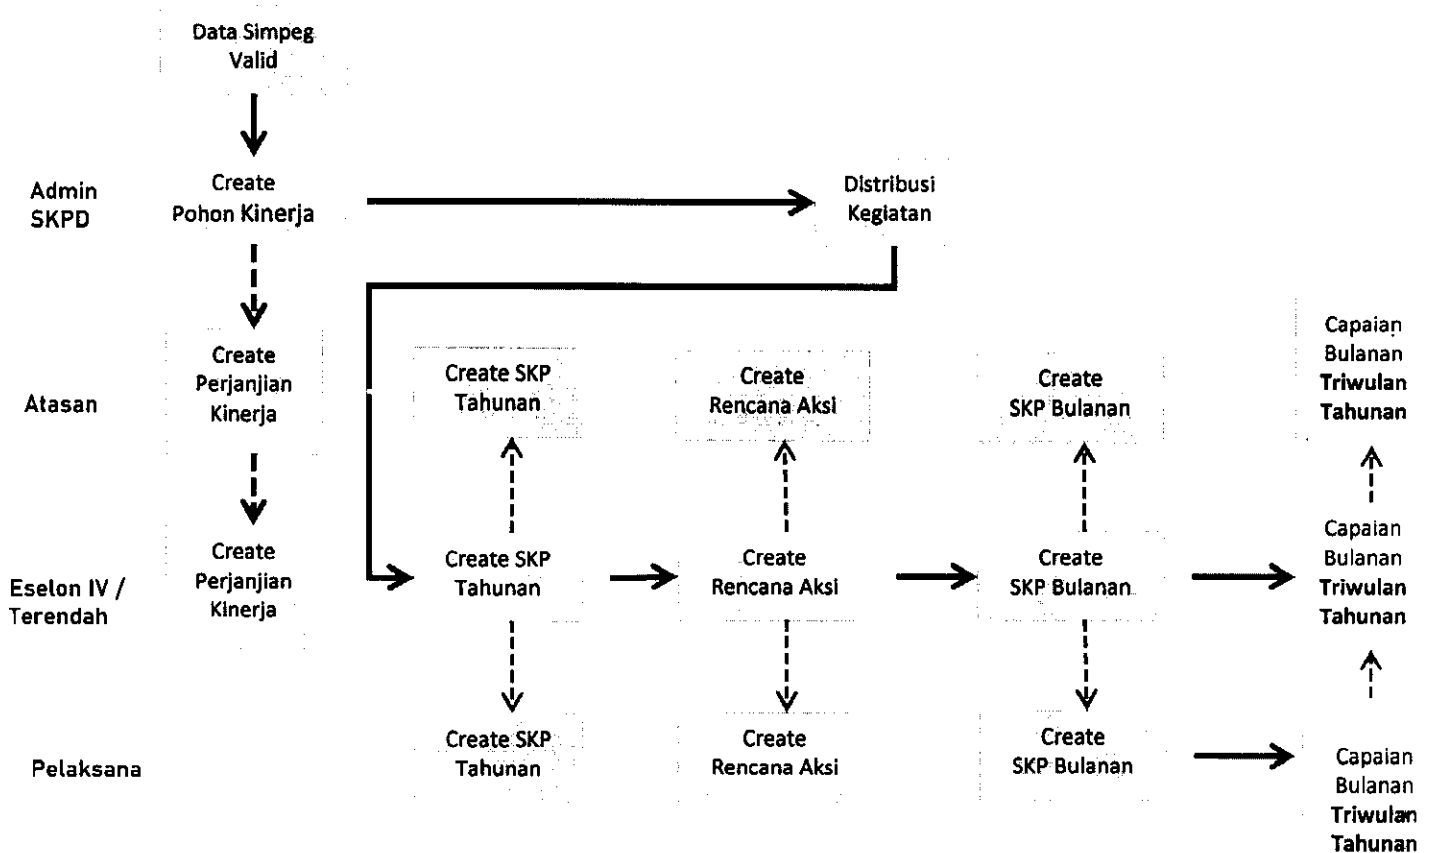 Data Simpeg
Valid
Admin
SKPD
Create
Pohon Kinerja
Distribusi
Kegiatan
Atasan
Create
Perjanjian
Kinerja
Create SKP
Tahunan
Create
Rencana Aksi
Create
SKP Bulanan
Capaian
Bulanan
Triwulan
Tahunan
Eselon IV /
Terendah
Create
Perjanjian
Kinerja
Create SKP
Tahunan
Create
Rencana Aksi
Create
SKP Bulanan
Capaian
Bulanan
Triwulan
Tahunan
Pelaksana
Create SKP
Tahunan
Create
Rencana Aksi
Create
SKP Bulanan
Capaian
Bulanan
Triwulan
Tahunan